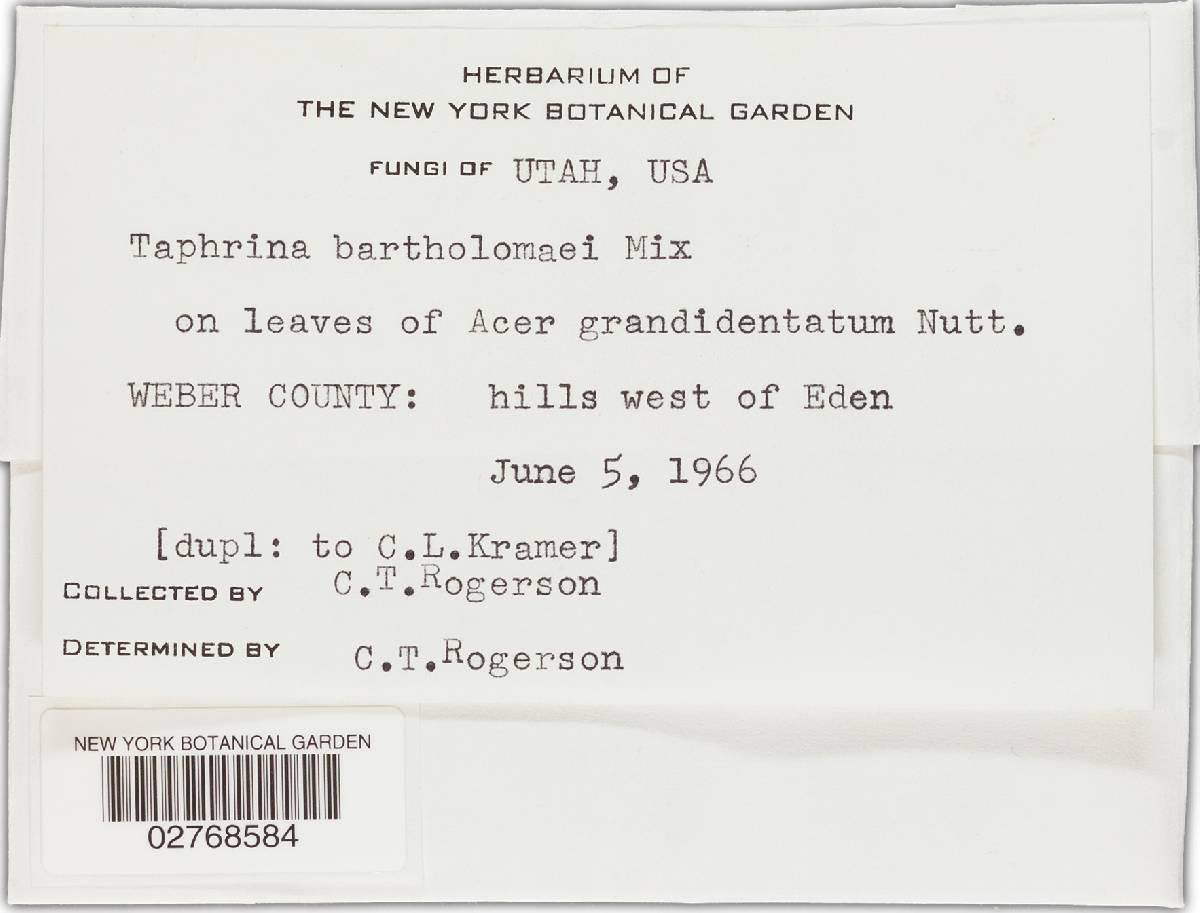 HERBARIUM OF
THE NEW YORK BOTANICAL GARDEN
FUNGI OF UTAH, USA
Taphrina bartholomaei Mix
on leaves of Acer grandidentatum Nutt.
WEBER COUNTY: hills west of Eden
June 5, 1966
[dupl: to C.L.Kramer]
COLLECTED BY C.T.Rogerson
DETERMINED BY C.T.Rogerson
NEW YORK BOTANICAL GARDEN
02768584